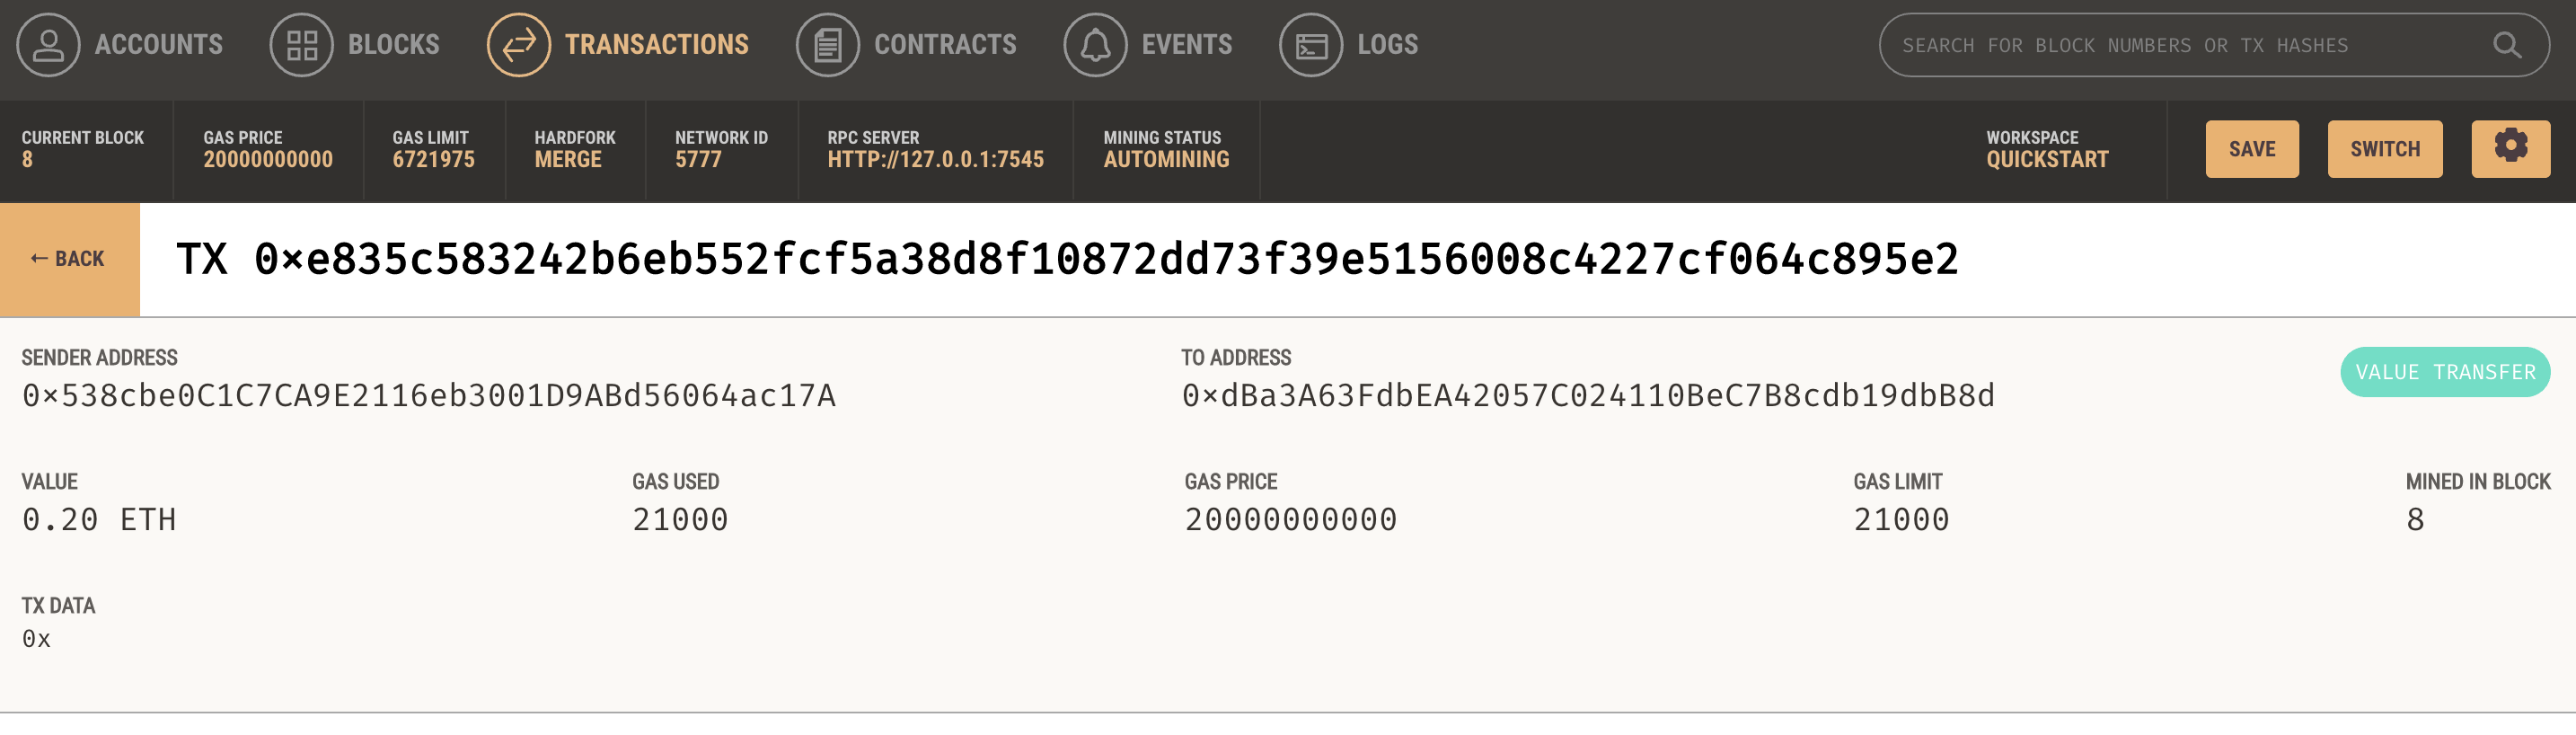 ACCOUNTS BLOCKS TRANSACTIONS CONTRACTS EVENTS LOGS SEARCH FOR BLOCK NUMBERS OR TX HASHES
CURRENT BLOCK GAS PRICE GAS LIMIT HARDFORK NETWORK ID RPC SERVER MINING STATUS WORKSPACE
8 20000000000 6721975 MERGE 5777 HTTP://127.0.0.1:7545 AUTOMINING QUICKSTART SAVE SWITCH
← BACK TX 0×e835c583242b6eb552fcf5a38d8f10872dd73f39e5156008c4227cf064c895e2
SENDER ADDRESS TO ADDRESS
0×538cbe0C1C7CA9E2116eb3001D9ABd56064ac17A 0×dBa3A63FdbEA42057C024110BeC7B8cdb19dbB8d VALUE TRANSFER
VALUE GAS USED GAS PRICE GAS LIMIT MINED IN BLOCK
0.20 ETH 21000 20000000000 21000 8
TX DATA
0x